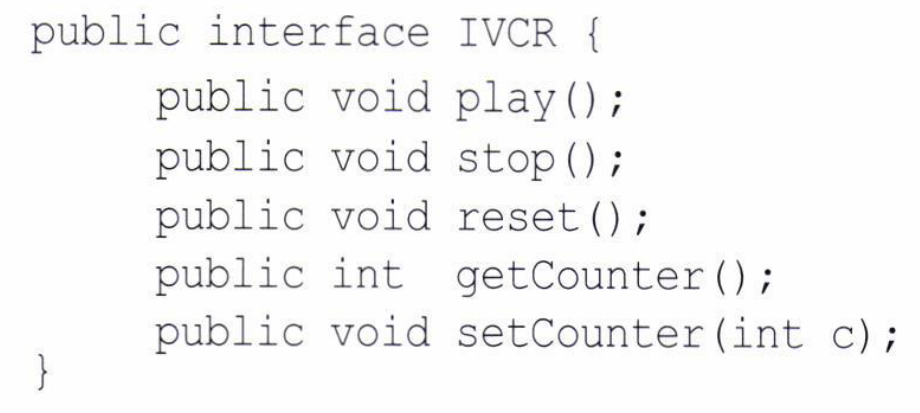 public interface IVCR {
public void play();
public void stop();
public void reset();
public int  getCounter();
public void setCounter(int c);
}